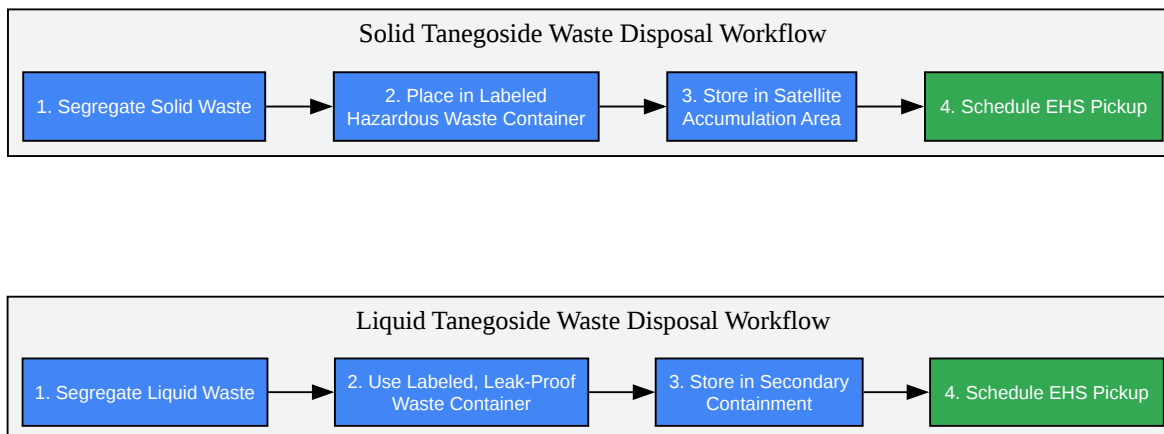 Solid Tanegoside Waste Disposal Workflow
1. Segregate Solid Waste
2. Place in Labeled
Hazardous Waste Container
3. Store in Satellite
Accumulation Area
4. Schedule EHS Pickup
Liquid Tanegoside Waste Disposal Workflow
1. Segregate Liquid Waste
2. Use Labeled, Leak-Proof
Waste Container
3. Store in Secondary
Containment
4. Schedule EHS Pickup